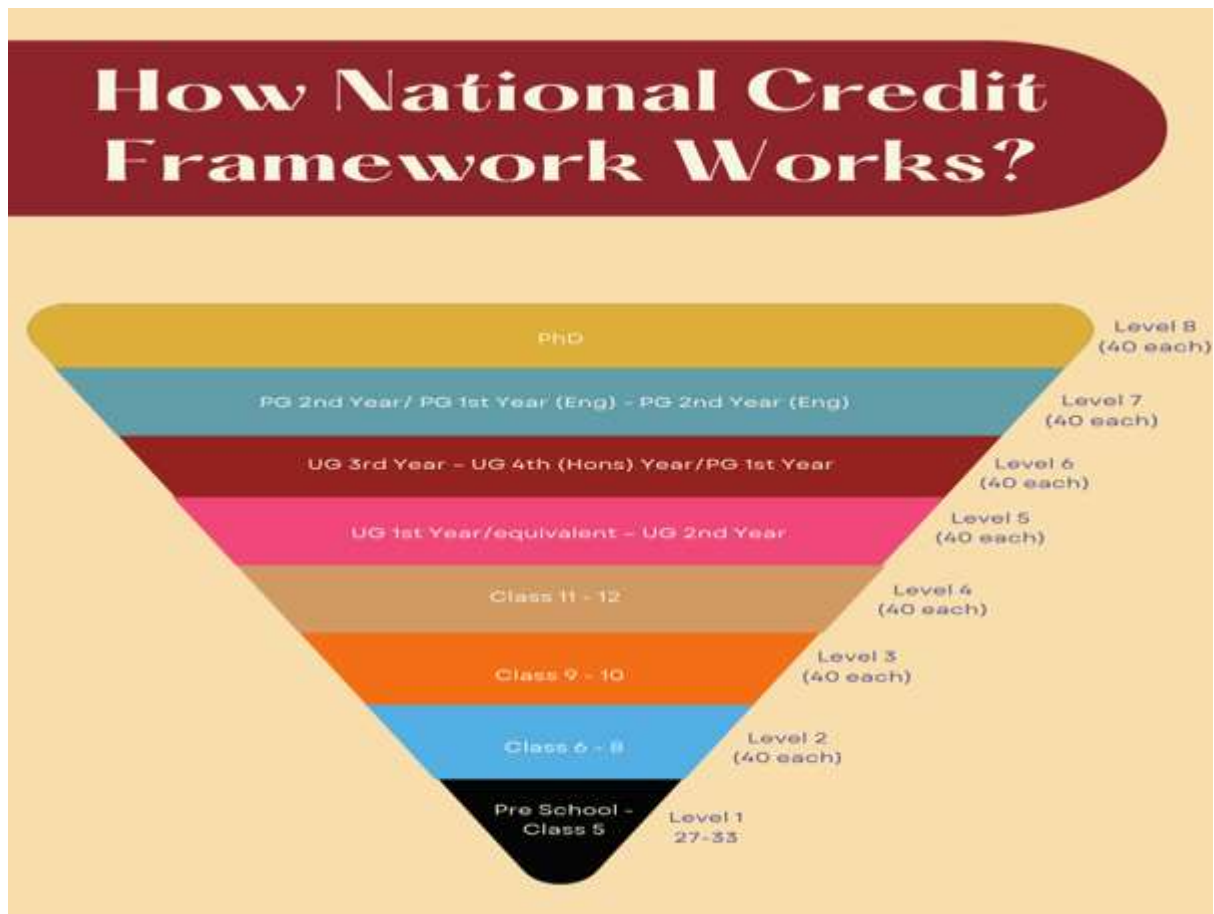 How National Credit
Framework Works?
PhD
Level 8
(40 each)
PG 2nd Year/ PG 1st Year (Eng) - PG 2nd Year (Eng)
Level 7
(40 each)
UG 3rd Year – UG 4th (Hons) Year/PG 1st Year
Level 6
(40 each)
UG 1st Year/equivalent – UG 2nd Year
Level 5
(40 each)
Class 11 - 12
Level 4
(40 each)
Class 9 - 10
Level 3
(40 each)
Class 6 - 8
Level 2
(40 each)
Pre School -
Class 5
Level 1
27-33